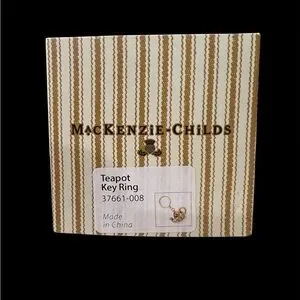 MACKENZIE-CHILDS
Teapot
Key Ring
37661-008
Made
in China